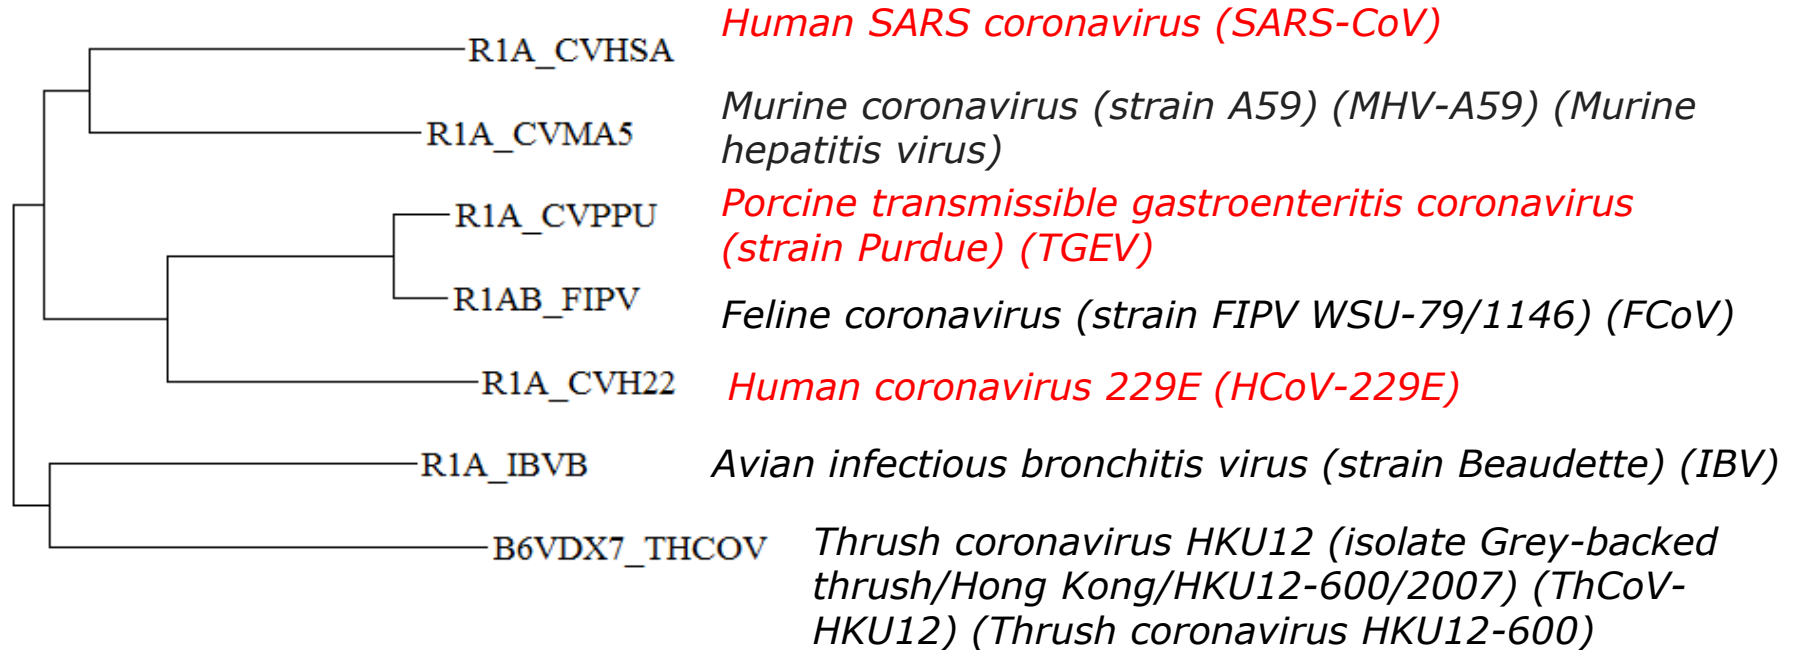 Human SARS coronavirus (SARS-CoV)
R1A_CVHSA
Murine coronavirus (strain A59) (MHV-A59) (Murine
hepatitis virus)
R1A_CVMA5
Porcine transmissible gastroenteritis coronavirus
(strain Purdue) (TGEV)
R1A_CVPPU
R1AB_FIPV
Feline coronavirus (strain FIPV WSU-79/1146) (FCoV)
R1A_CVH22
Human coronavirus 229E (HCoV-229E)
R1A_IBVB
Avian infectious bronchitis virus (strain Beaudette) (IBV)
B6VDX7_THCOV
Thrush coronavirus HKU12 (isolate Grey-backed
thrush/Hong Kong/HKU12-600/2007) (ThCoV-
HKU12) (Thrush coronavirus HKU12-600)